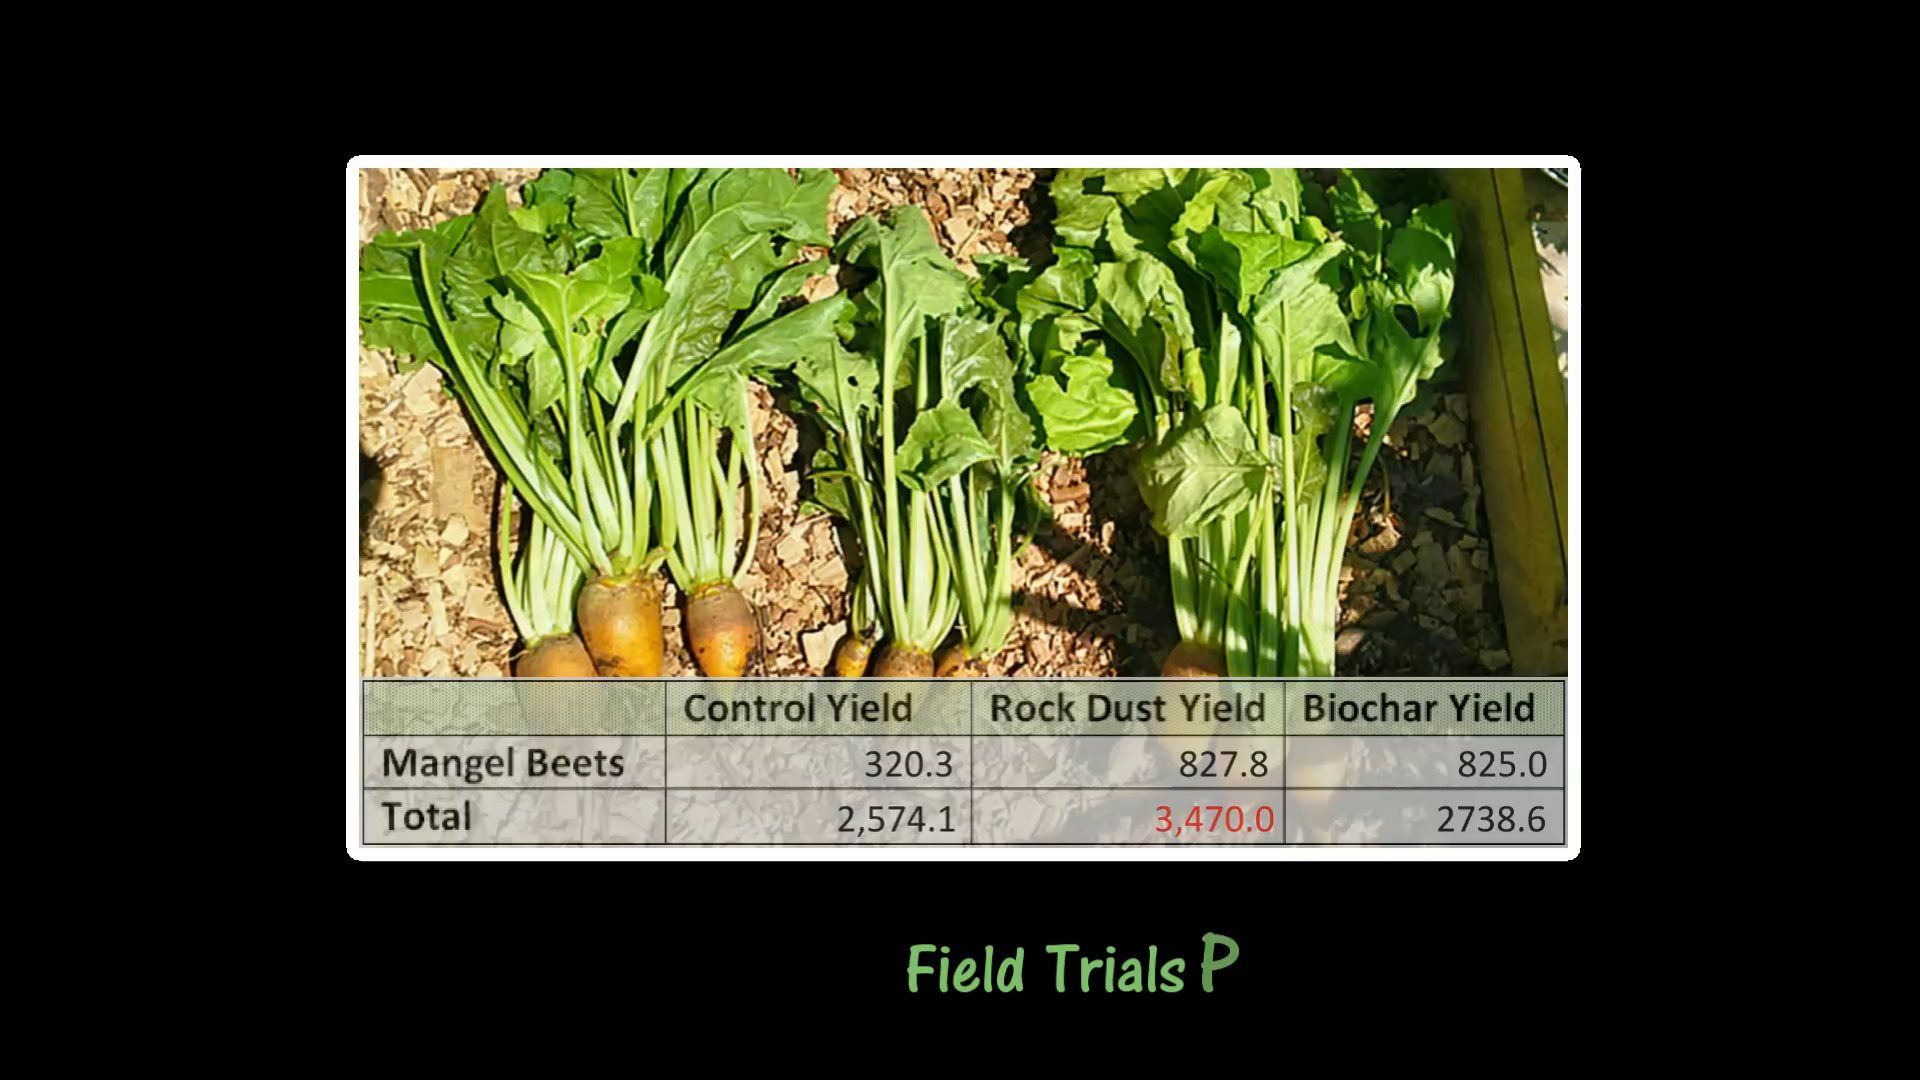 Control Yield Rock Dust Yield Biochar Yield
Mangel Beets 320.3 827.8 825.0
Total 2,574.1 3,470.0 2738.6
Field Trials P